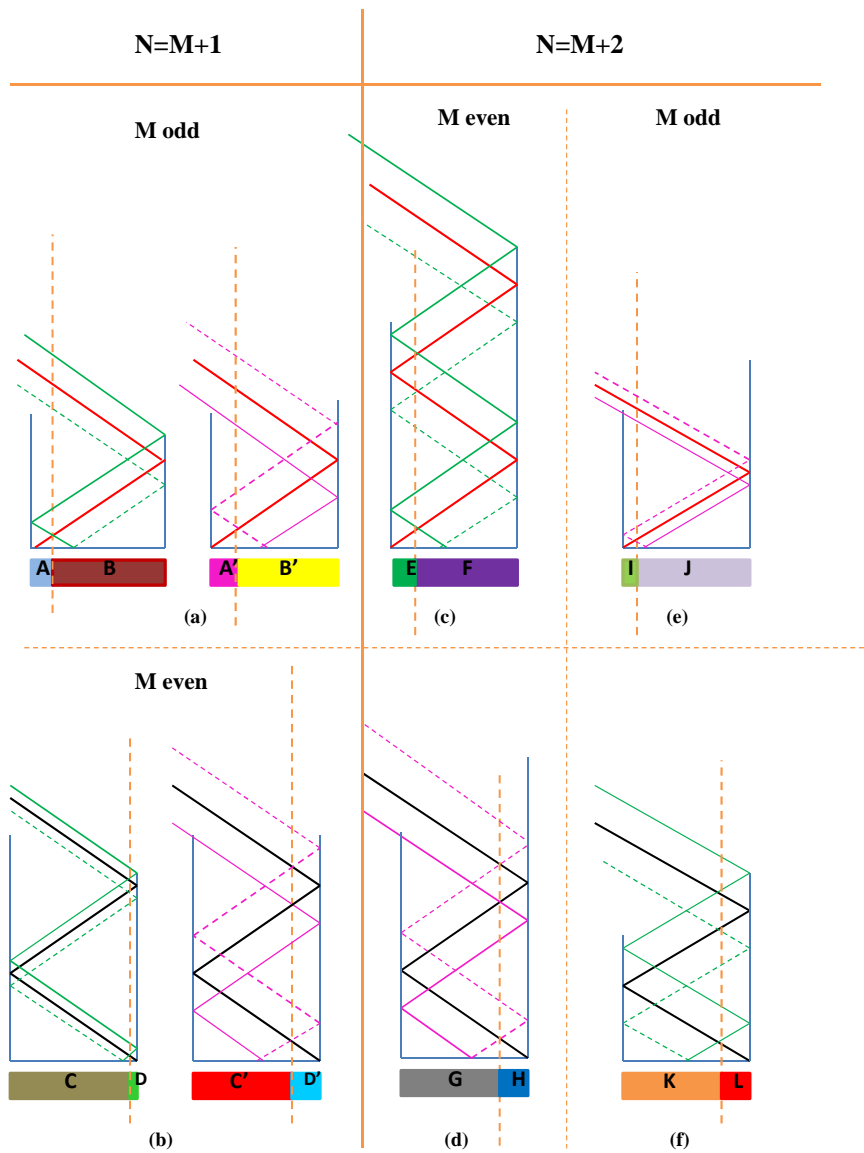 N=M+1
N=M+2
M odd
M even
M odd
A
B
A'
B'
E
F
I
J
(a)
(c)
(e)
M even
C
D
C'
D'
G
H
K
L
(b)
(d)
(f)